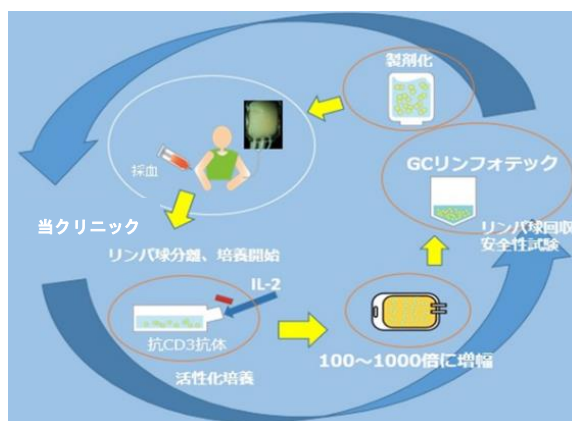 製剤化
GCリンフォテック
採血
リンパ球回収
安全性試験
当クリニック
リンパ球分離、培養開始
IL-2
抗CD3抗体
活性化培養
100～1000倍に増幅